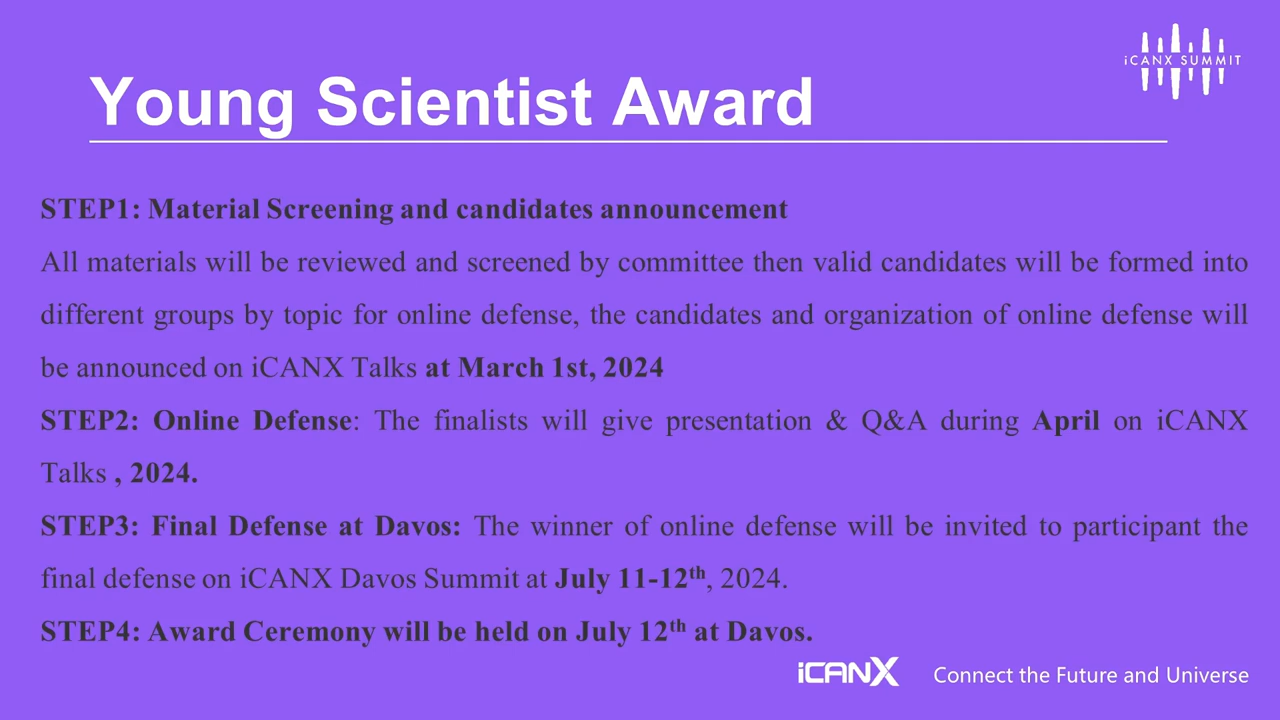 iCANX SUMMIT
Young Scientist Award
STEP1: Material Screening and candidates announcement
All materials will be reviewed and screened by committee then valid candidates will be formed into
different groups by topic for online defense, the candidates and organization of online defense will
be announced on iCANX Talks at March 1st, 2024
STEP2: Online Defense: The finalists will give presentation & Q&A during April on iCANX
Talks , 2024.
STEP3: Final Defense at Davos: The winner of online defense will be invited to participant the
final defense on iCANX Davos Summit at July 11-12th, 2024.
STEP4: Award Ceremony will be held on July 12th at Davos.
iCANX Connect the Future and Universe